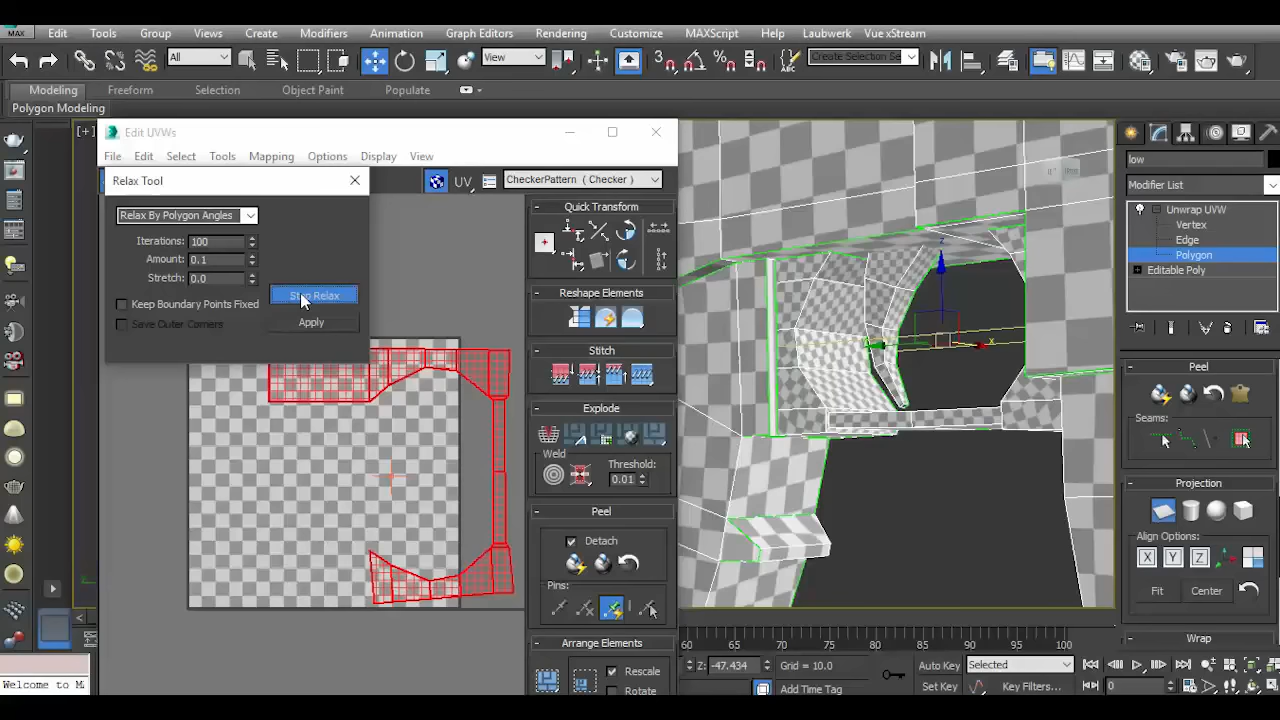 MAX Edit Tools Group Views Create Modifiers Animation Graph Editors Rendering Customize MAXScript Help Laubwerk Vue xStream
All View Create Selection Se
Modeling Freeform Selection Object Paint Populate
Polygon Modeling
[+] Edit UVWs
File Edit Select Tools Mapping Options Display View
low
Relax Tool
UV CheckerPattern ( Checker )
Modifier List
Quick Transform
Unwrap UVW
Relax By Polygon Angles
Vertex
Iterations: 100
Edge
Amount: 0.1
Polygon
Stretch: 0.0
Editable Poly
Stop Relax
Reshape Elements
Keep Boundary Points Fixed
Save Outer Corners
Apply
Stitch
Peel
Explode
Seams:
Weld
Threshold:
0.01
Projection
Peel
Align Options:
Detach
X Y Z
Pins:
Fit Center
Arrange Elements
Wrap
65 70 75 80 85 90 95 100
Rescale
Rotate
Z: -47.434 Grid = 10.0 Auto Key Selected
Welcome to M
Add Time Tag Set Key Key Filters... 0